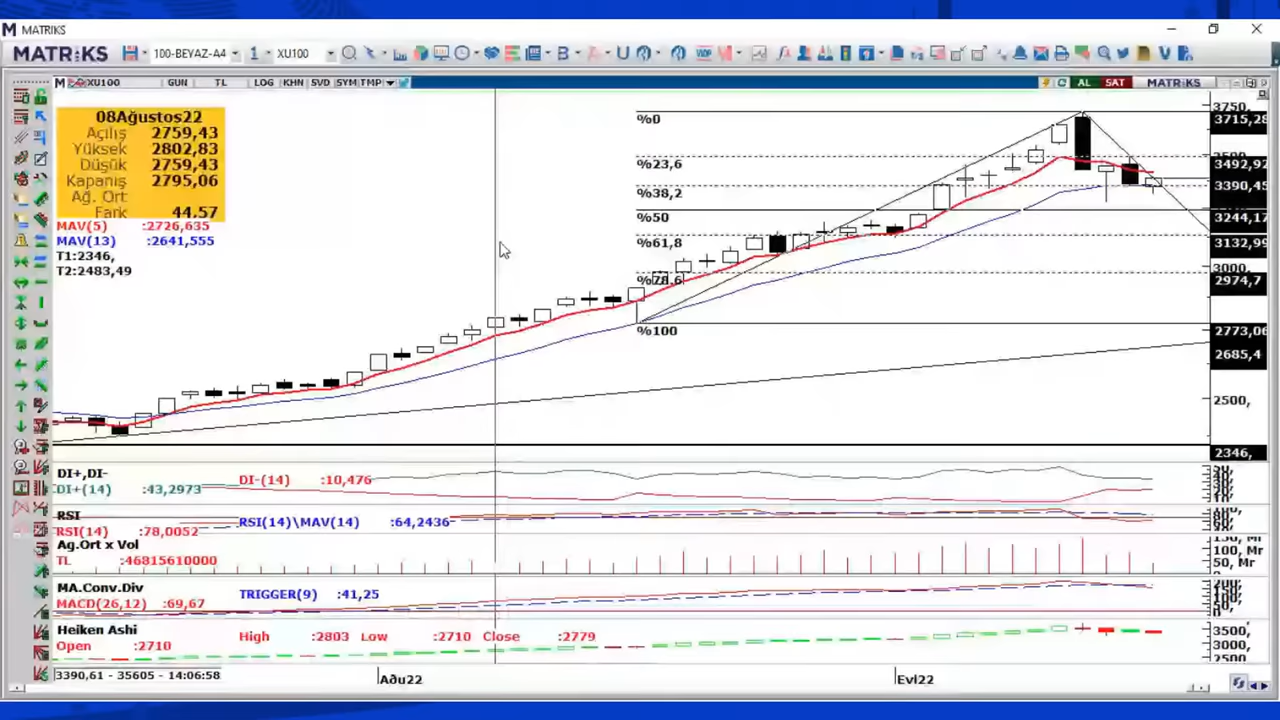 MATRIKS
MATRIKS 100-BEYAZ-A4 1 XU100
XU100 GUN TL LOG KHN SVD SYM TMP AL SAT MATRIKS
08Ağustos22
Açılış 2759,43
Yüksek 2802,83
Düşük 2759,43
Kapanış 2795,06
Ağ. Ort
Fark 44,57
MAV(5) :2726,635
MAV(13) :2641,555
T1:2346,
T2:2483,49
%0
%23,6
%38,2
%50
%61,8
%100
3750,
3715,28
3492,92
3390,45
3244,17
3132,99
3000,
2974,7
2773,06
2685,4
2500,
2346,
DI+,DI-
DI+(14) :43,2973
DI-(14) :10,476
RSI
RSI(14) :78,0052
RSI(14)\MAV(14) :64,2436
Ag.Ort x Vol
TL :46815610000
100, Mr
50, Mr
MA.Conv.Div
MACD(26,12) :69,67
TRIGGER(9) :41,25
Heiken Ashi
Open :2710
High :2803 Low :2710 Close :2779
3500,
3000,
2500
3390,61 - 35605 - 14:06:58
Aðu22
Evl22